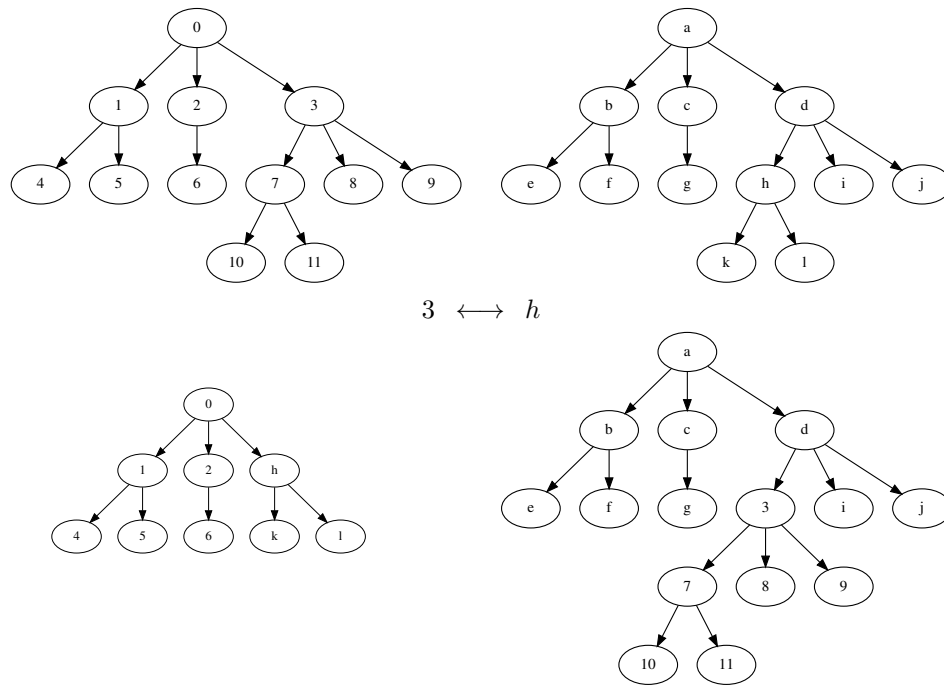 0 a
1 2 3 b c d
4 5 6 7 8 9 e f g h i j
10 11 k l
3 ⟷ h
a
0
b c d
1 2 h
e f g 3 i j
4 5 6 k l
7 8 9
10 11